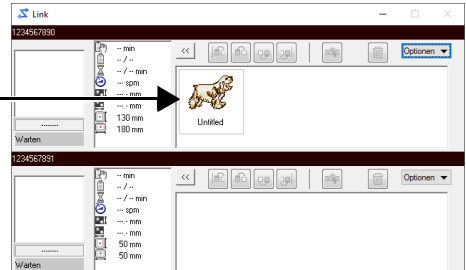 Link
1234567890
-- min
-- / --
-- / -- min
--- spm
---.- mm
---.- mm
130 mm
180 mm
--------
Warten
<<
Optionen
Untitled
1234567891
-- min
-- / --
-- / -- min
--- spm
---.- mm
---.- mm
50 mm
50 mm
--------
Warten
<<
Optionen